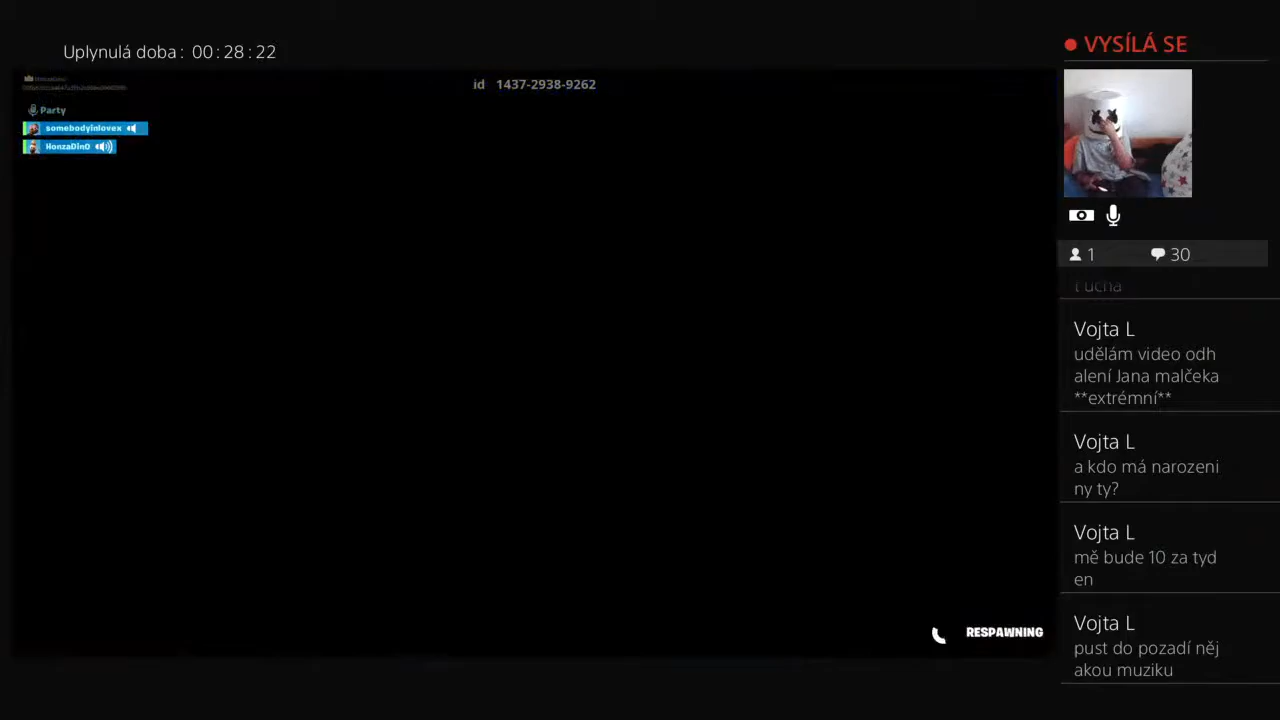 Uplynulá doba: 00:28:22
VYSÍLÁ SE
id 1437-2938-9262
Party
somebodyinlovex
HonzaDinO
1 30
Vojta L
udělám video odh
alení Jana malčeka
**extrémní**
Vojta L
a kdo má narozeni
ny ty?
Vojta L
mě bude 10 za tyd
en
Vojta L
pust do pozadí něj
akou muziku
RESPAWNING